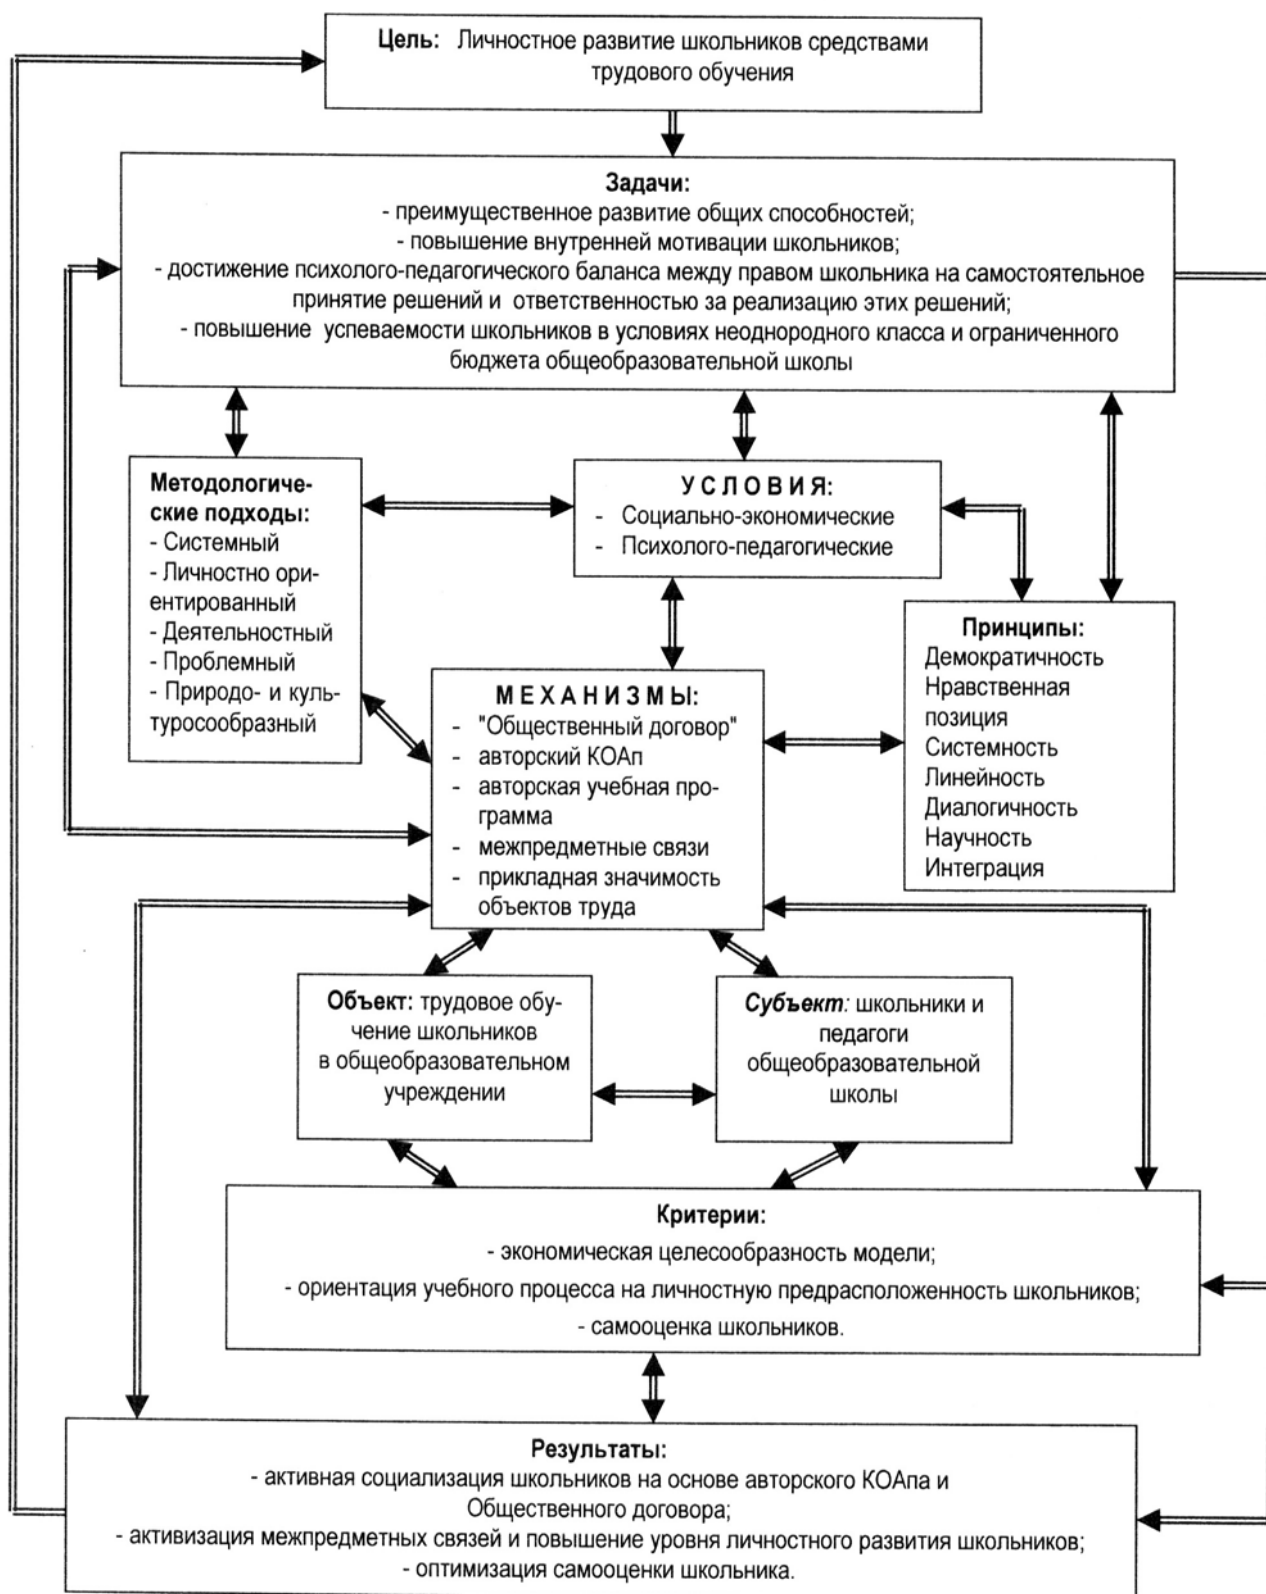 Цель: Личностное развитие школьников средствами
трудового обучения
Задачи:
- преимущественное развитие общих способностей;
- повышение внутренней мотивации школьников;
- достижение психолого-педагогического баланса между правом школьника на самостоятельное
принятие решений и ответственностью за реализацию этих решений;
- повышение успеваемости школьников в условиях неоднородного класса и ограниченного
бюджета общеобразовательной школы
Методологиче-
ские подходы:
- Системный
- Личностно ори-
ентированный
- Деятельностный
- Проблемный
- Природо- и куль-
туросообразный
УСЛОВИЯ:
- Социально-экономические
- Психолого-педагогические
Принципы:
Демократичность
Нравственная
позиция
Системность
Линейность
Диалогичность
Научность
Интеграция
МЕХАНИЗМЫ:
- "Общественный договор"
- авторский КОАп
- авторская учебная про-
грамма
- межпредметные связи
- прикладная значимость
объектов труда
Объект: трудовое обу-
чение школьников
в общеобразовательном
учреждении
Субъект: школьники и
педагоги
общеобразовательной
школы
Критерии:
- экономическая целесообразность модели;
- ориентация учебного процесса на личностную предрасположенность школьников;
- самооценка школьников.
Результаты:
- активная социализация школьников на основе авторского КОАпа и
Общественного договора;
- активизация межпредметных связей и повышение уровня личностного развития школьников;
- оптимизация самооценки школьника.